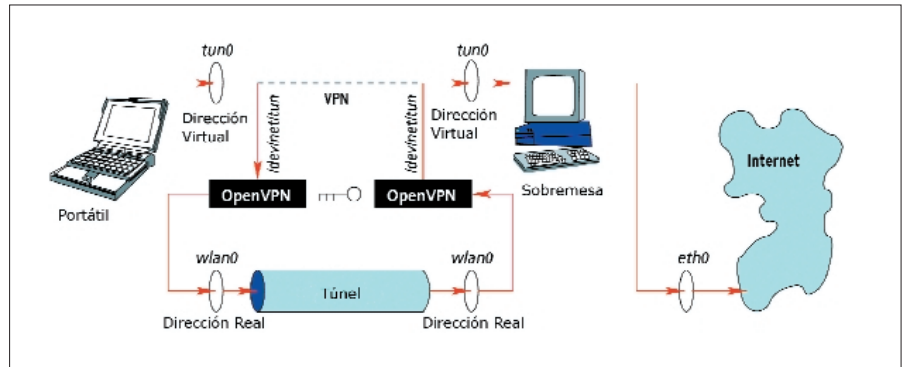 tun0
tun0
VPN
Dirección
Virtual
/dev/net/tun
/dev/net/tun
Dirección
Virtual
Internet
Portátil
OpenVPN
OpenVPN
Sobremesa
wlan0
wlan0
eth0
Túnel
Dirección Real
Dirección Real